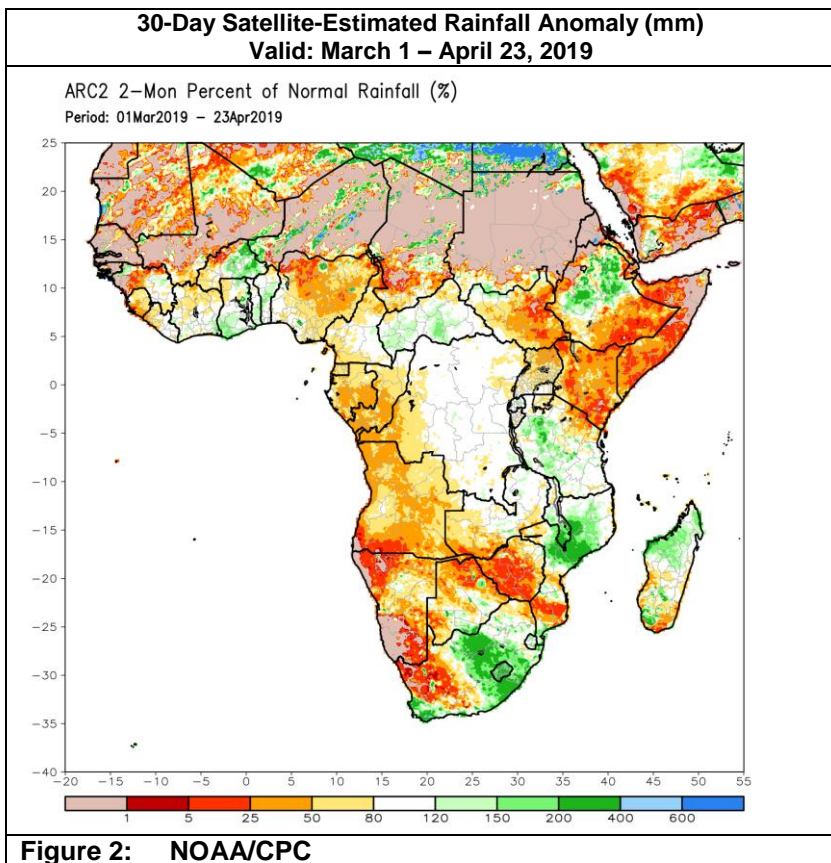 30-Day Satellite-Estimated Rainfall Anomaly (mm)
Valid: March 1 – April 23, 2019
ARC2 2-Mon Percent of Normal Rainfall (%)
Period: 01Mar2019 – 23Apr2019
25
20
15
10
5
0
−5
−10
−15
−20
−25
−30
−35
−40
−20 −15 −10 −5 0 5 10 15 20 25 30 35 40 45 50 55
1 5 25 50 80 120 150 200 400 600
Figure 2: NOAA/CPC